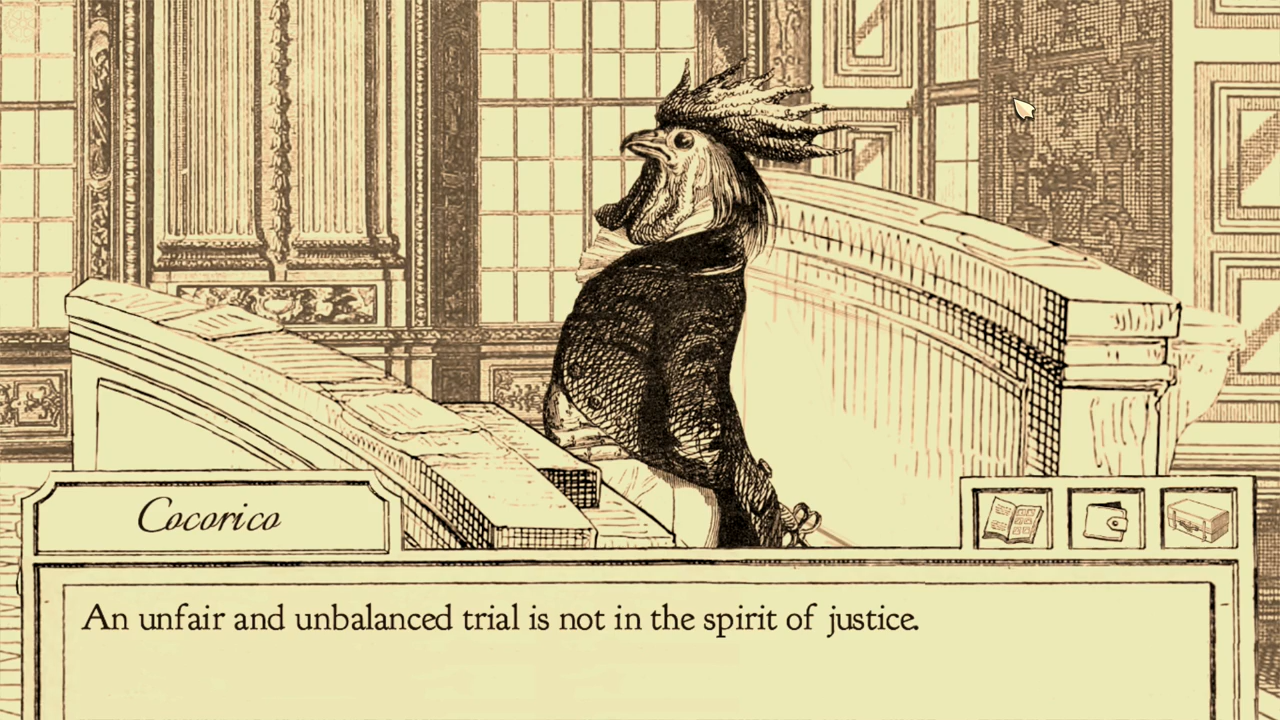 Cocorico
An unfair and unbalanced trial is not in the spirit of justice.